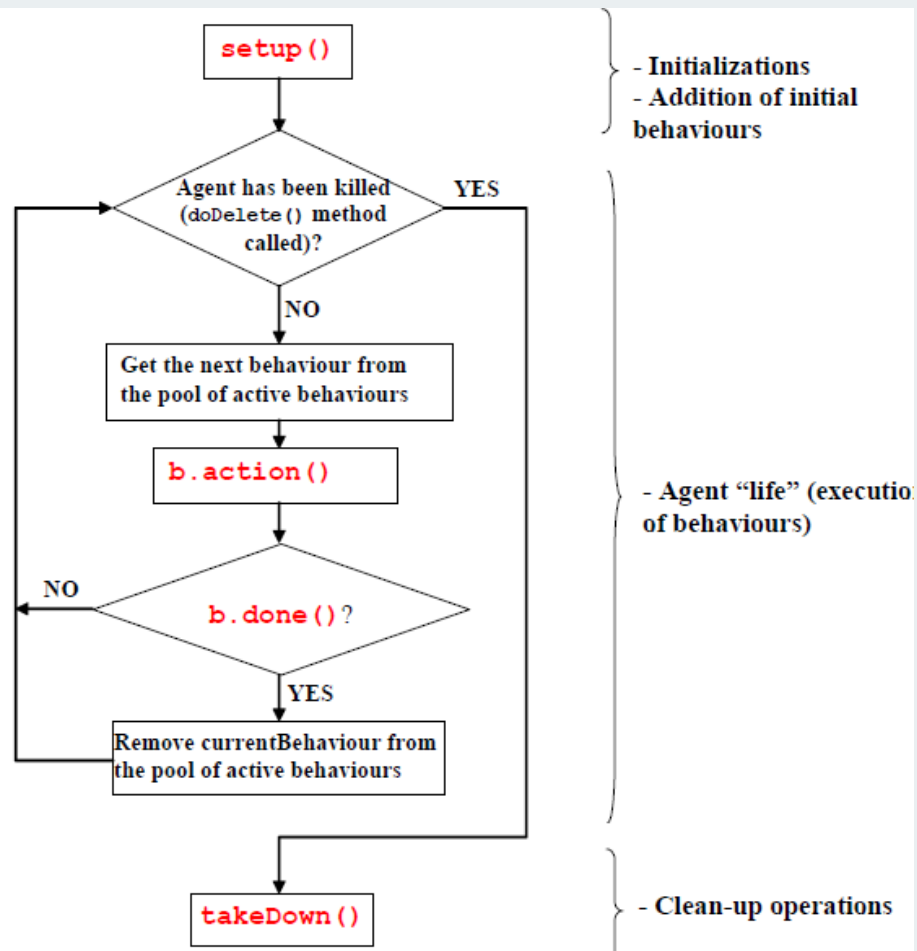 setup()
- Initializations
- Addition of initial
behaviours
Agent has been killed
(doDelete() method
called)?
YES
NO
Get the next behaviour from
the pool of active behaviours
b.action()
- Agent “life” (executio
of behaviours)
NO
b.done()?
YES
Remove currentBehaviour from
the pool of active behaviours
takeDown()
- Clean-up operations